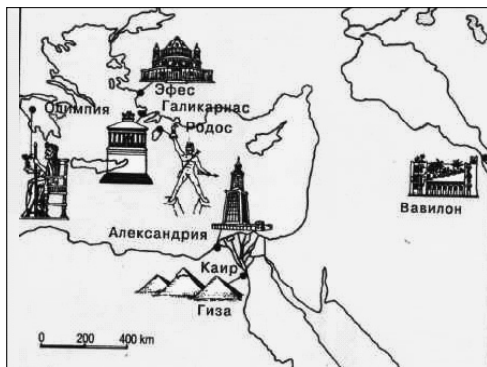 Эфес
Олимпия
Галикарнас
Родос
Вавилон
Александрия
Каир
Гиза
0 200 400 km